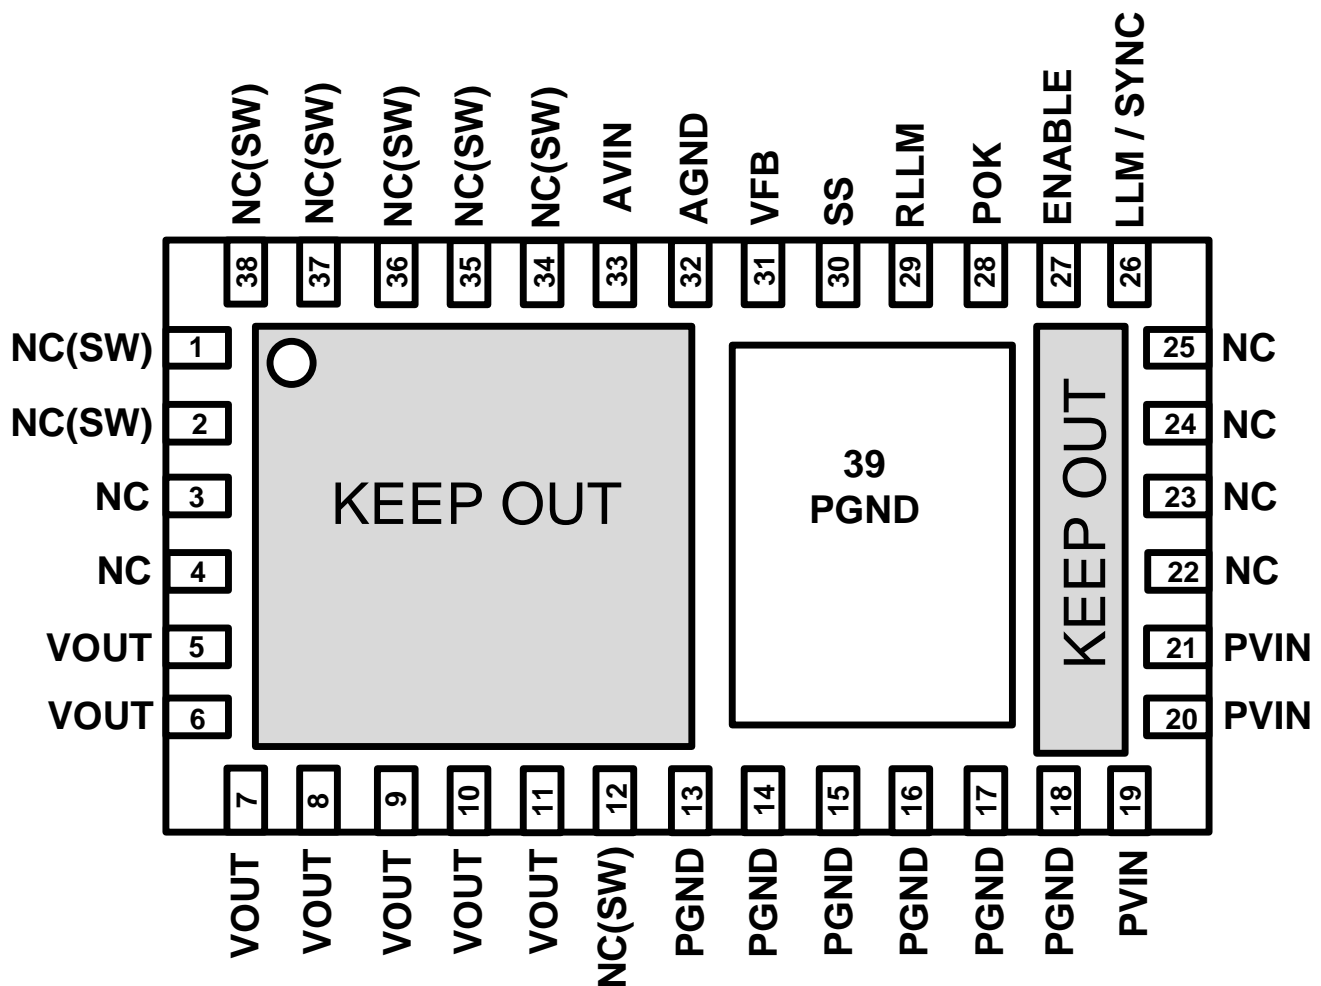 NC(SW)
NC(SW)
NC(SW)
NC(SW)
NC(SW)
AVIN
AGND
VFB
SS
RLLM
POK
ENABLE
LLM / SYNC
38
37
36
35
34
33
32
31
30
29
28
27
26
NC(SW) 1
NC(SW) 2
NC 3
NC 4
VOUT 5
VOUT 6
KEEP OUT
39
PGND
KEEP OUT
25 NC
24 NC
23 NC
22 NC
21 PVIN
20 PVIN
7
8
9
10
11
12
13
14
15
16
17
18
19
VOUT
VOUT
VOUT
VOUT
VOUT
NC(SW)
PGND
PGND
PGND
PGND
PGND
PGND
PVIN